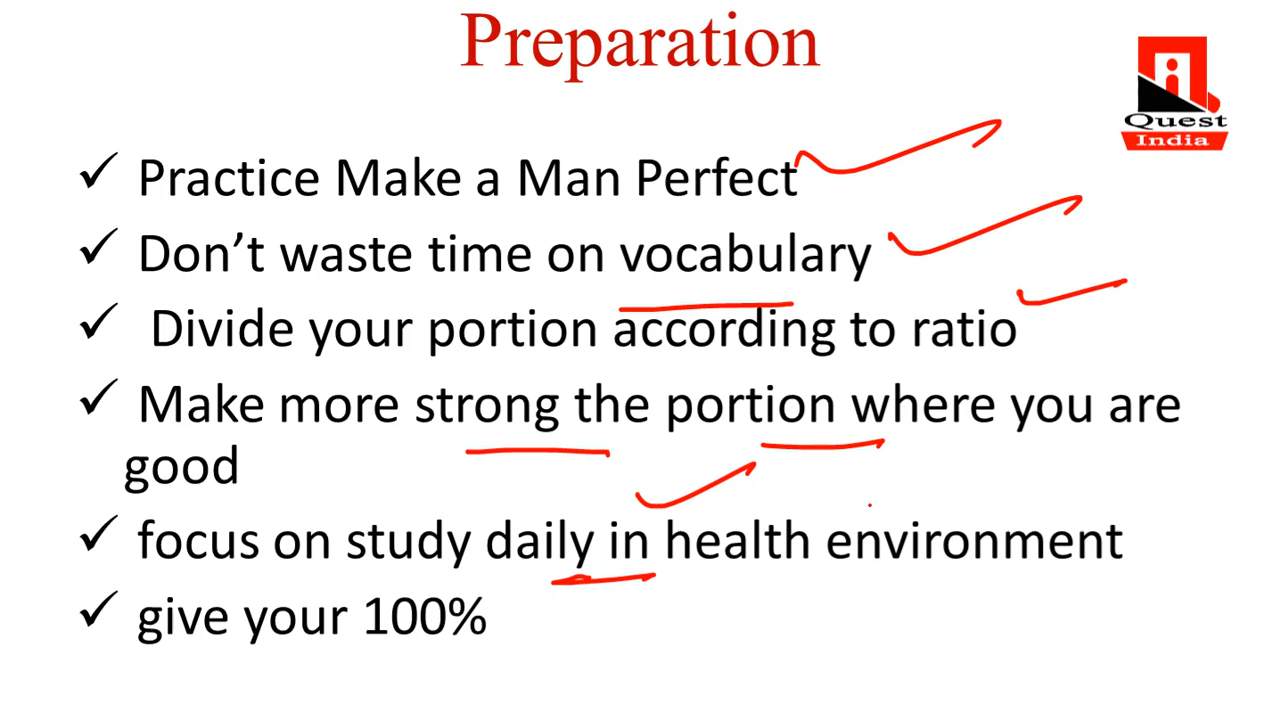 Preparation
Quest
India
Practice Make a Man Perfect
Don’t waste time on vocabulary
Divide your portion according to ratio
Make more strong the portion where you are
good
focus on study daily in health environment
give your 100%